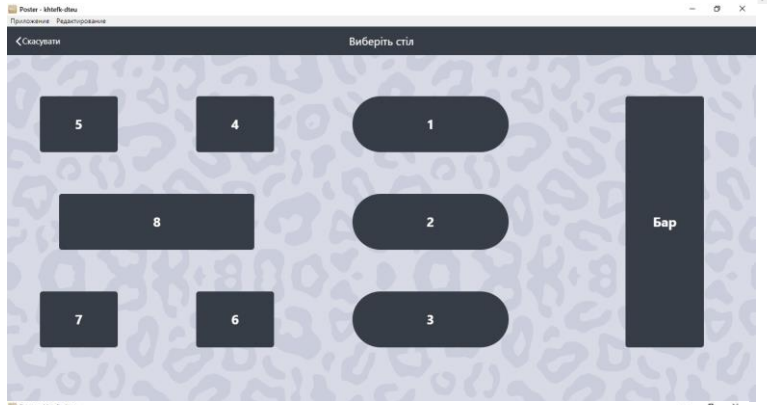 Poster - khtefk-dteu
Приложение Редактирование
Скасувати
Виберіть стіл
5
4
1
8
2
Бар
7
6
3